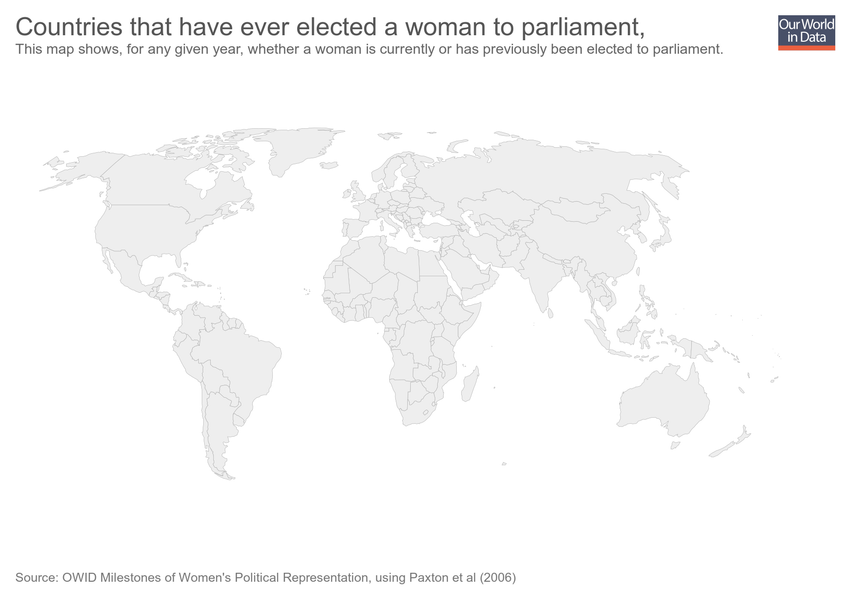 Countries that have ever elected a woman to parliament,
This map shows, for any given year, whether a woman is currently or has previously been elected to parliament.
Our World
in Data
Source: OWID Milestones of Women's Political Representation, using Paxton et al (2006)